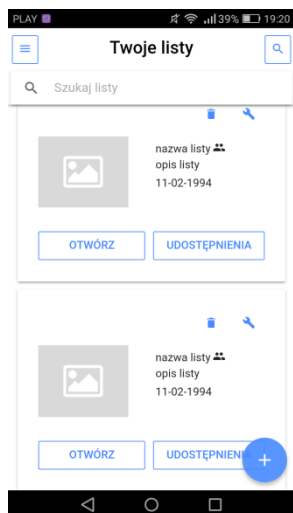 PLAY 39% 19:20
Twoje listy
Szukaj listy
nazwa listy
opis listy
11-02-1994
OTWÓRZ UDOSTĘPNIENIA
nazwa listy
opis listy
11-02-1994
OTWÓRZ UDOSTĘPNIEN